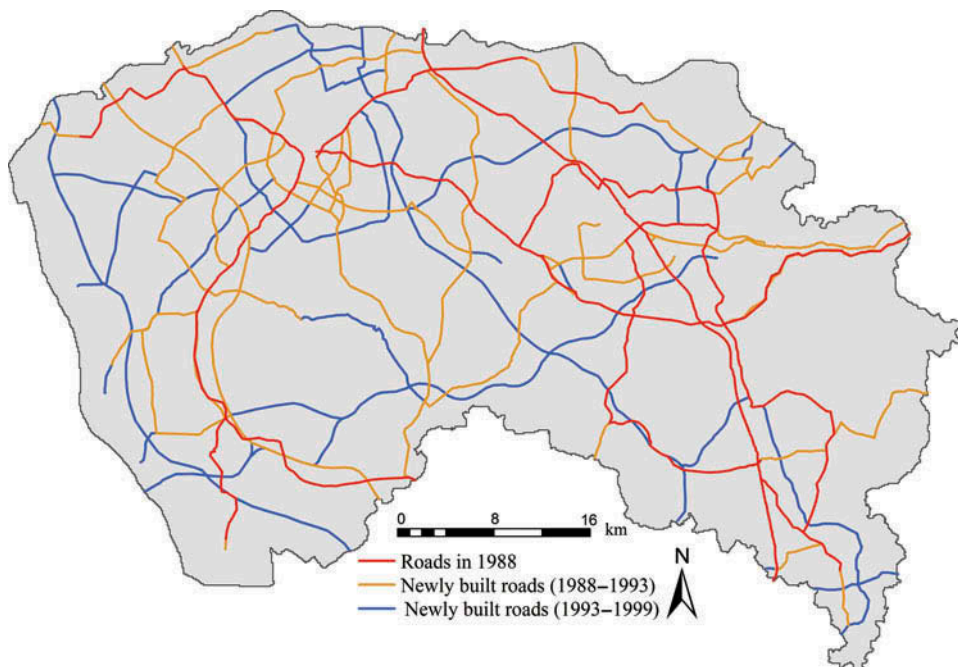 0 8 16
km
Roads in 1988
N
Newly built roads (1988–1993)
Newly built roads (1993–1999)